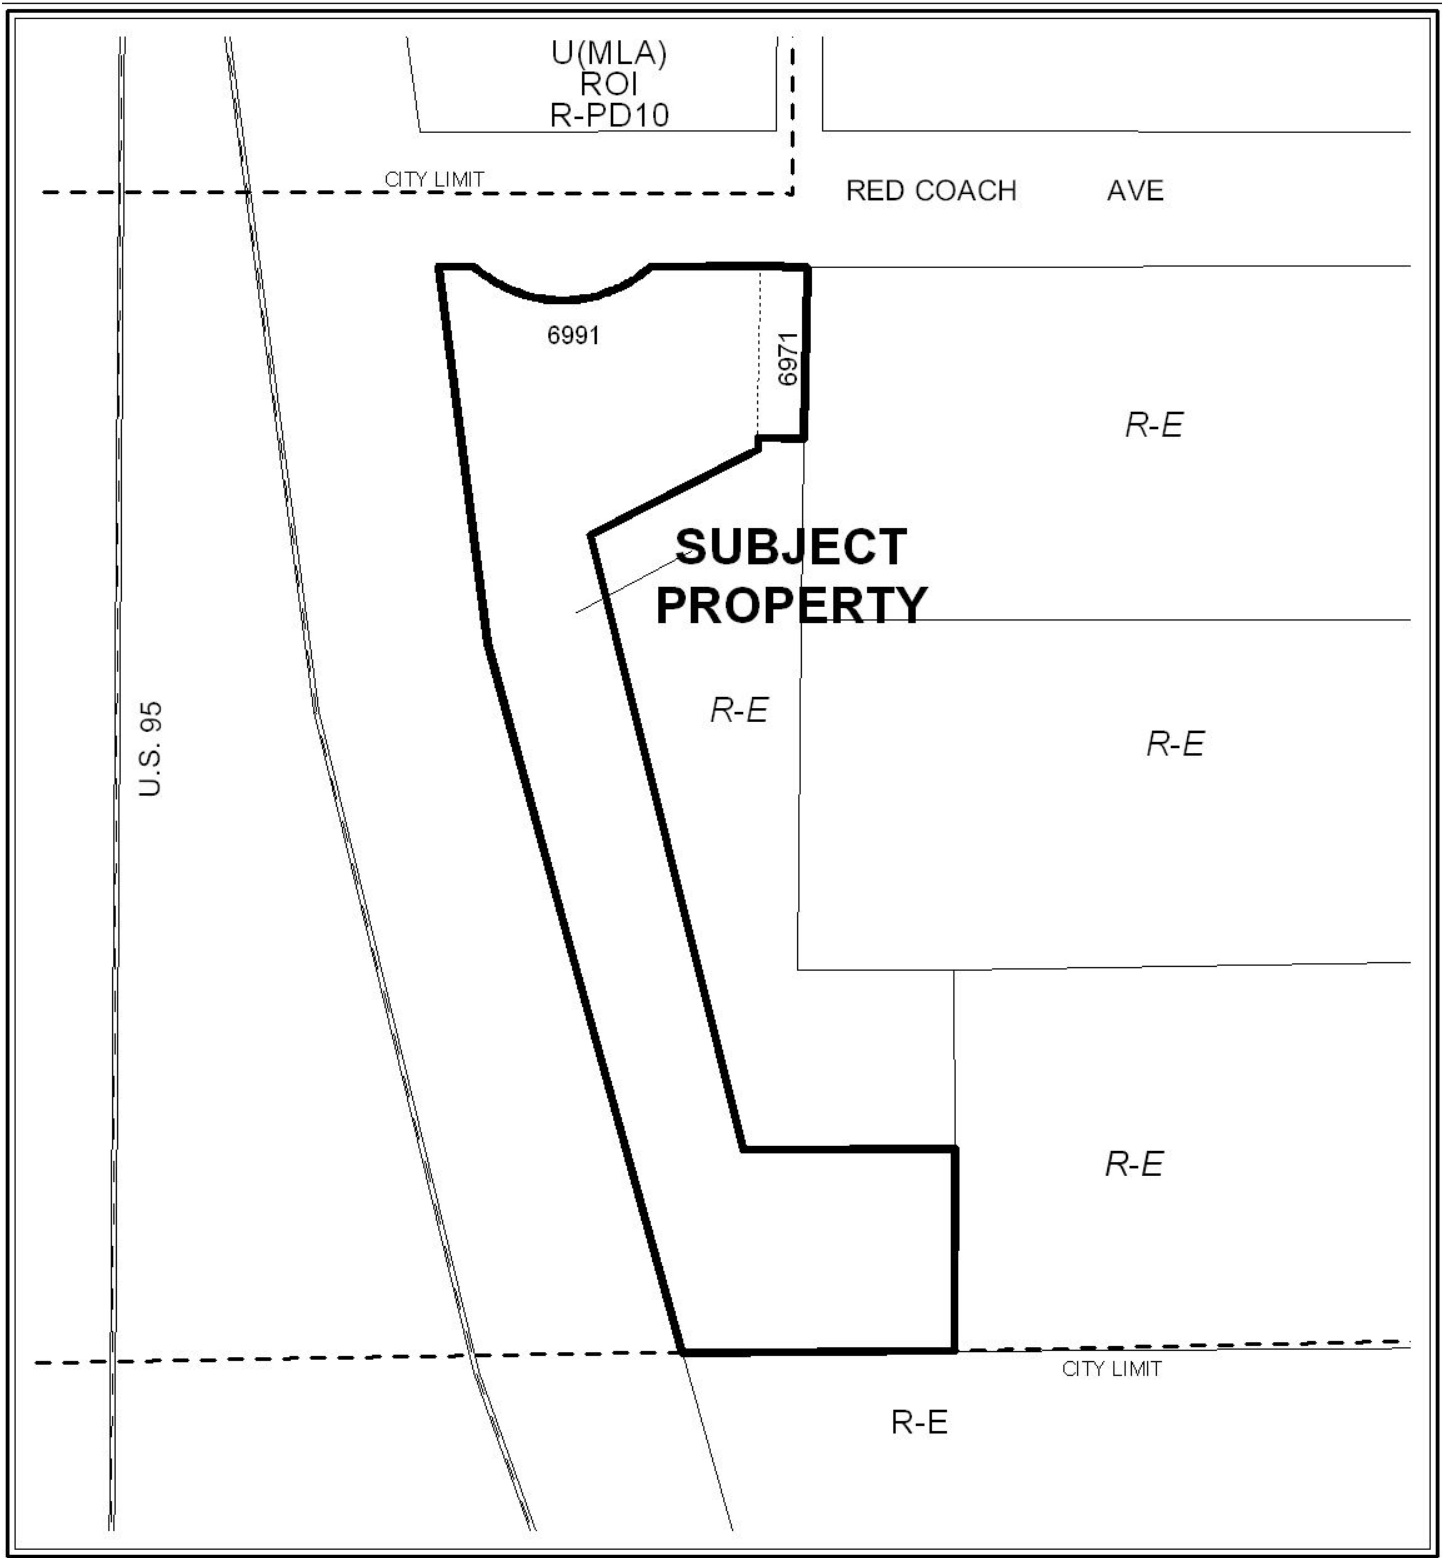 U(MLA)
ROI
R-PD10
CITY LIMIT
RED COACH AVE
6991
6971
R-E
SUBJECT
PROPERTY
R-E
R-E
U.S. 95
R-E
CITY LIMIT
R-E